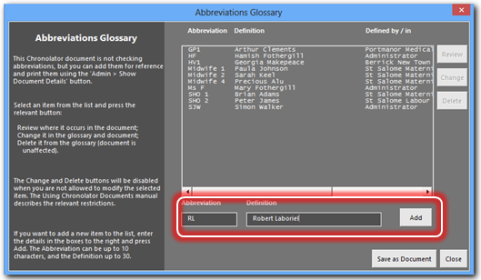 Abbreviations Glossary
Abbreviations Glossary
This Chronolator document is not checking
abbreviations, but you can add them for reference
and print them using the 'Admin > Show
Document Details' button.
Select an item from the list and press the
relevant button:
Review where it occurs in the document;
Change it in the glossary and document;
Delete it from the glossary (document is
unaffected).
The Change and Delete buttons will be disabled
when you are not allowed to modify the selected
item. The Using Chronolator Documents manual
describes the relevant restrictions.
If you want to add a new item to the list, enter
the details in the boxes to the right and press
Add. The Abbreviation can be up to 10
characters, and the Definition up to 30.
Abbreviation Definition Defined by / in
GP1 Arthur Clements Portmanor Medical
HF Hamish Fothergill Administrator
HV1 Georgia Makepeace Berrick New Town
Midwife 1 Paula Johnson St Salome Materni
Midwife 2 Sarah Keel St Salome Materni
Midwife 4 Precious Alu St Salome Materni
Ms F Mary Fothergill Administrator
SHO 1 Brian Adams St Salome Materni
SHO 2 Peter James St Salome Labour
SJW Simon Walker Administrator
Review
Change
Delete
Abbreviation Definition
RL Robert Laborie Add
Save as Document Close